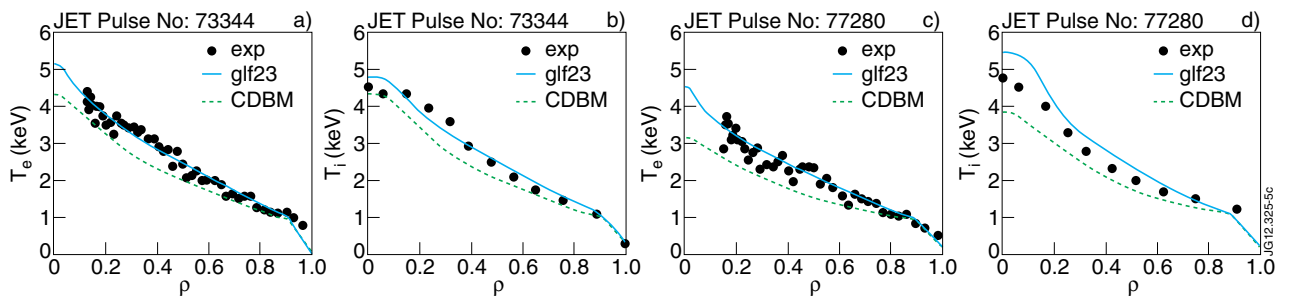 JET Pulse No: 73344 a)
6
5
4
3
2
1
0
T_e (keV)
exp
glf23
CDBM
0 0.2 0.4 0.6 0.8 1.0
ρ
JET Pulse No: 73344 b)
6
5
4
3
2
1
0
T_i (keV)
exp
glf23
CDBM
0 0.2 0.4 0.6 0.8 1.0
ρ
JET Pulse No: 77280 c)
6
5
4
3
2
1
0
T_e (keV)
exp
glf23
CDBM
0 0.2 0.4 0.6 0.8 1.0
ρ
JET Pulse No: 77280 d)
6
5
4
3
2
1
0
T_i (keV)
exp
glf23
CDBM
0 0.2 0.4 0.6 0.8 1.0
ρ
JG12.325-5c